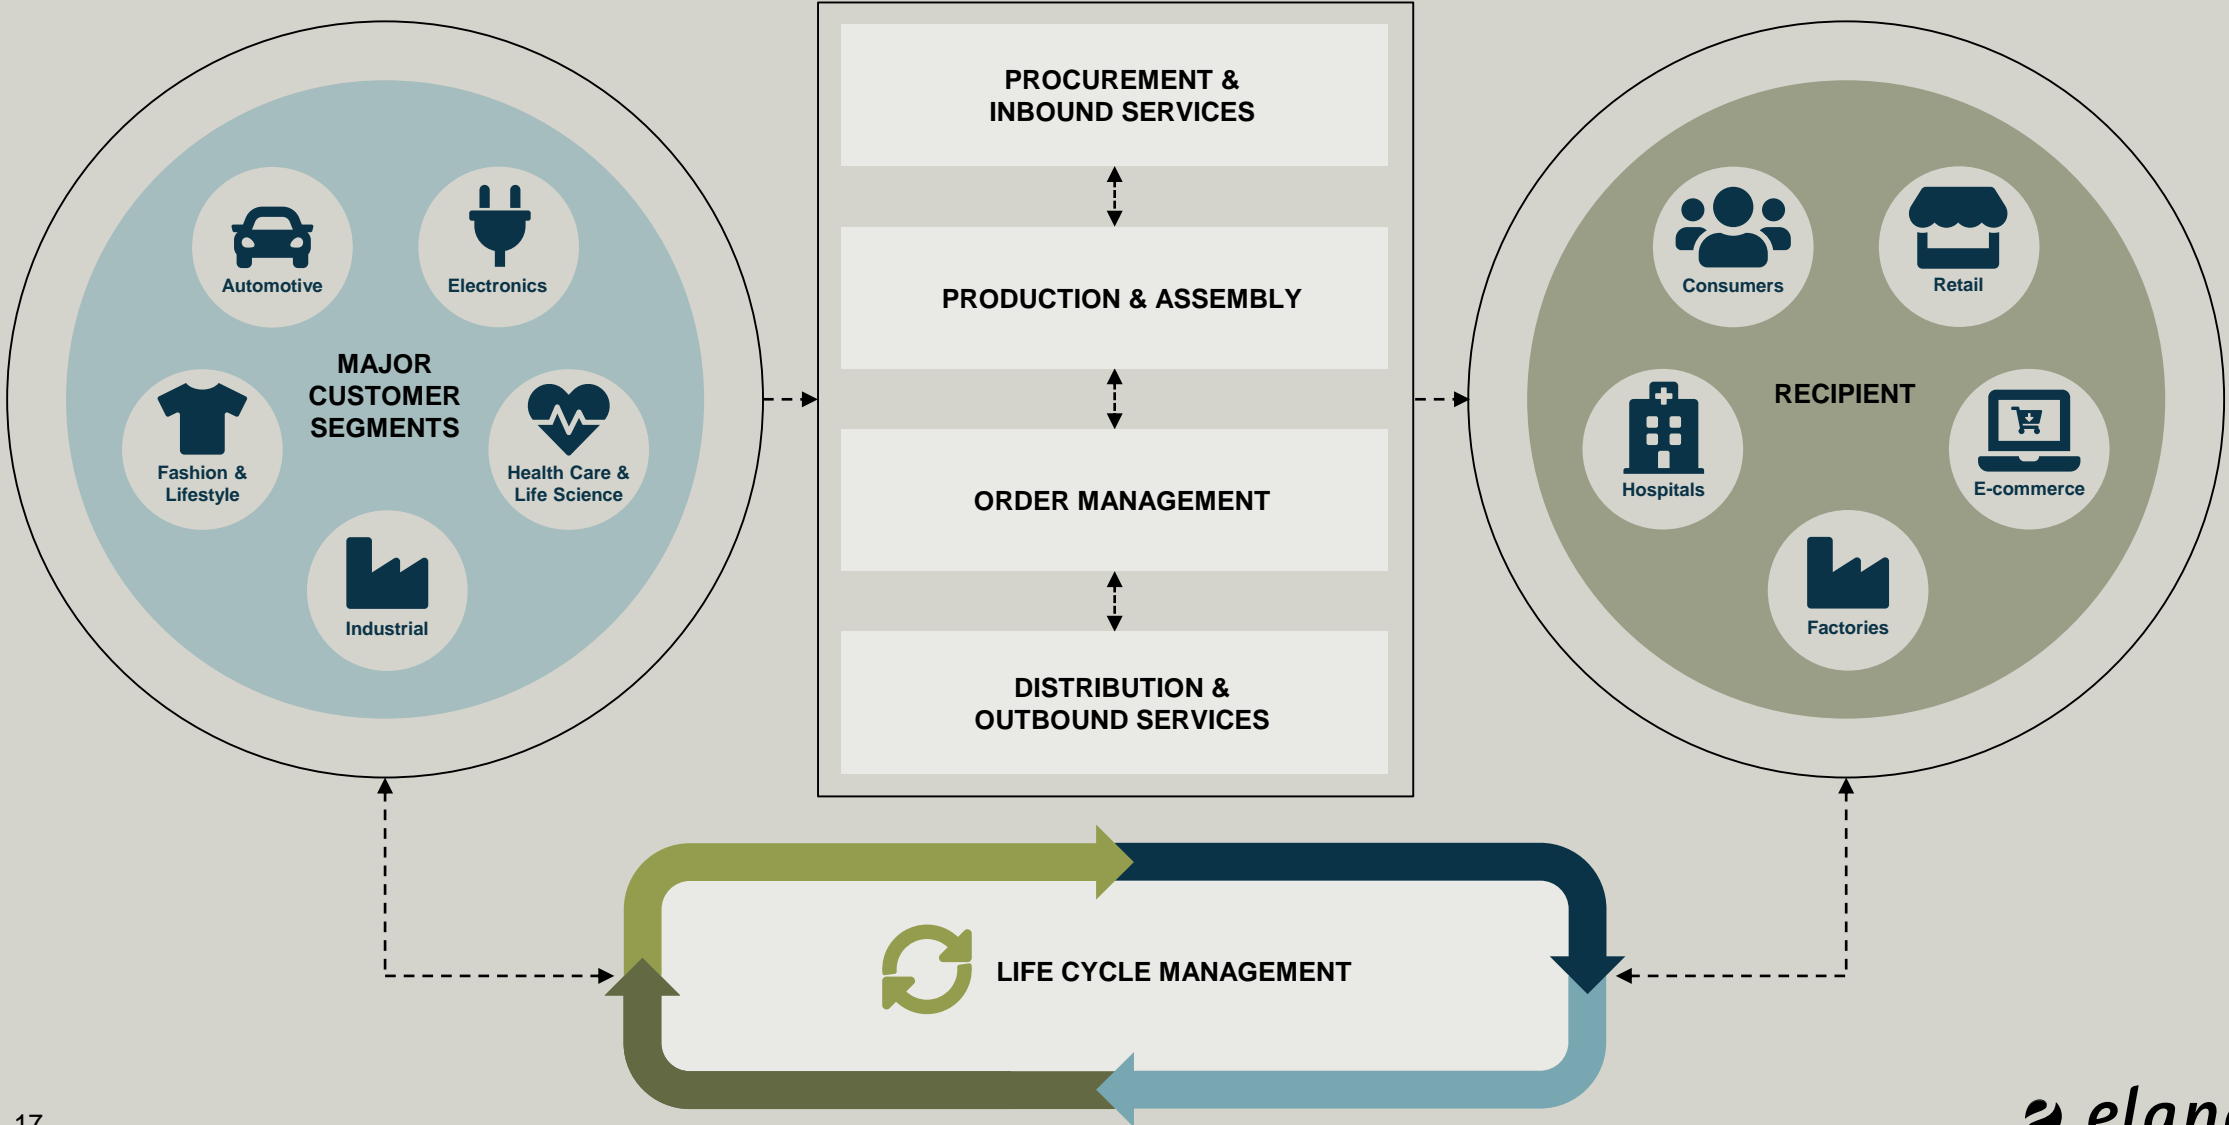 Automotive
Electronics
MAJOR
CUSTOMER
SEGMENTS
Fashion &
Lifestyle
Health Care &
Life Science
Industrial
PROCUREMENT &
INBOUND SERVICES
PRODUCTION & ASSEMBLY
ORDER MANAGEMENT
DISTRIBUTION &
OUTBOUND SERVICES
Consumers
Retail
RECIPIENT
Hospitals
E-commerce
Factories
LIFE CYCLE MANAGEMENT
17